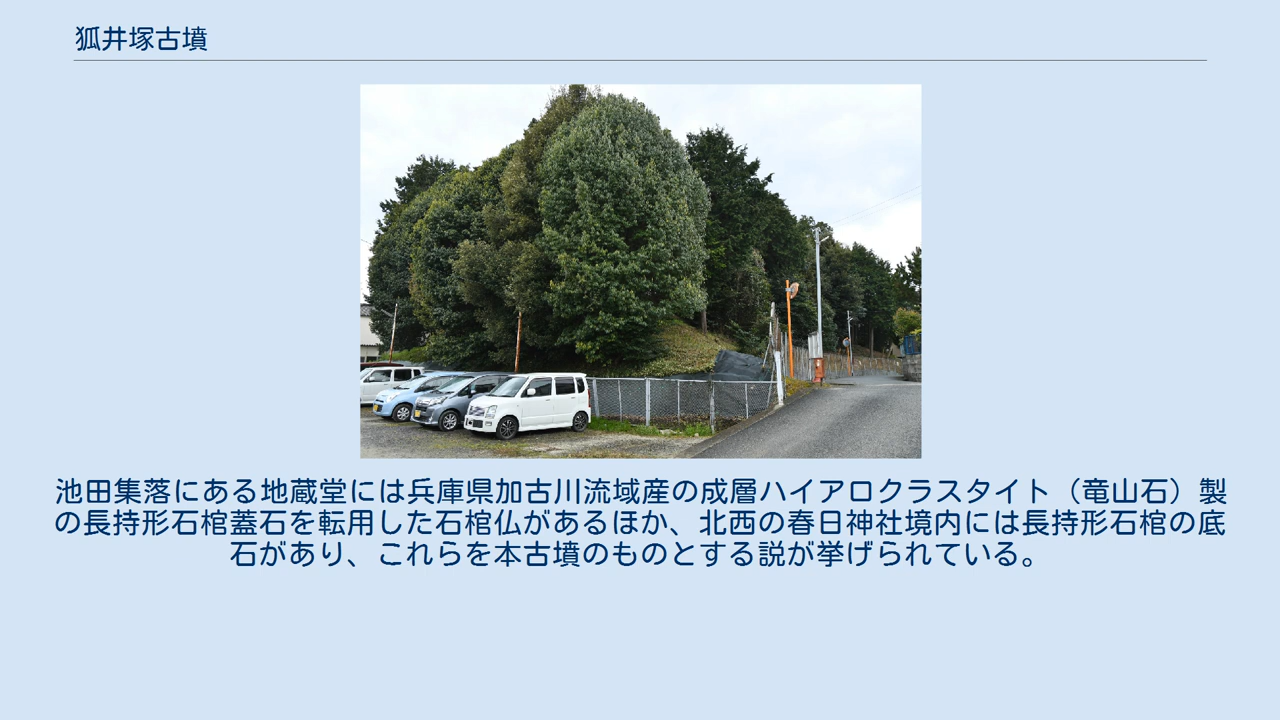 狐井塚古墳
池田集落にある地蔵堂には兵庫県加古川流域産の成層ハイアロクラスタイト（竜山石）製
の長持形石棺蓋石を転用した石棺仏があるほか、北西の春日神社境内には長持形石棺の底
石があり、これらを本古墳のものとする説が挙げられている。